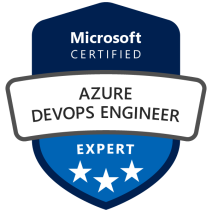 Microsoft
CERTIFIED
AZURE
DEVOPS ENGINEER
EXPERT